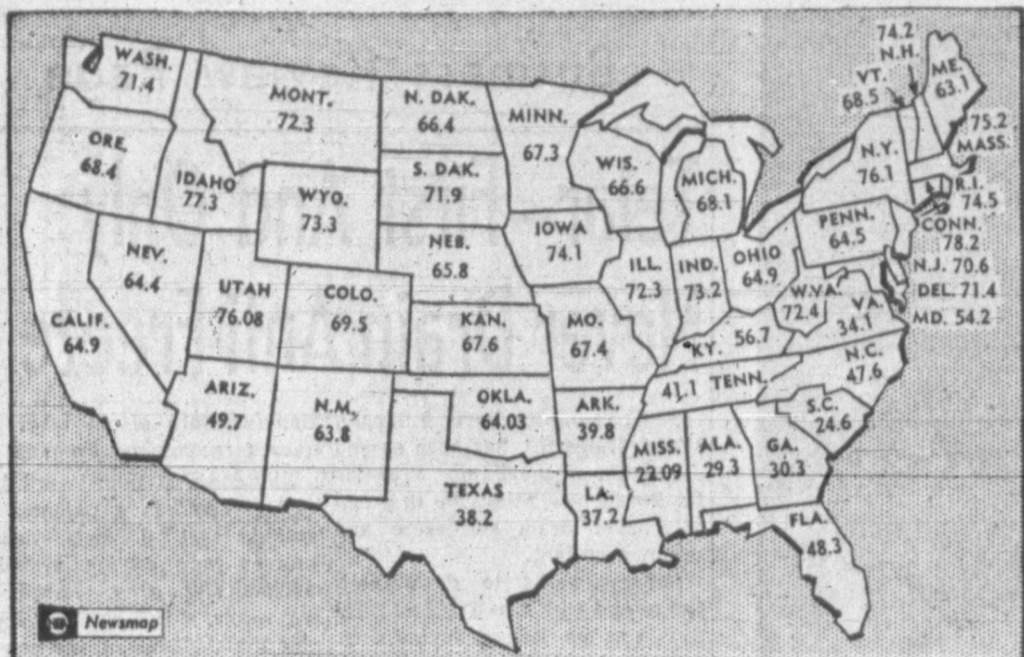 WASH.
71.4
ORE.
68.4
IDAHO
77.3
MONT.
72.3
WYO.
73.3
N. DAK.
66.4
S. DAK.
71.9
NEB.
65.8
MINN.
67.3
IOWA
74.1
WIS.
66.6
MICH.
68.1
CALIF.
64.9
NEV.
64.4
UTAH
76.08
COLO.
69.5
KAN.
67.6
MO.
67.4
ILL.
72.3
IND.
73.2
OHIO
64.9
KY. 56.7
W.VA.
72.4
VA.
34.1
PENN.
64.5
N.Y.
76.1
VT.
68.5
74.2
N.H.
ME.
63.1
75.2
MASS.
R.I.
74.5
CONN.
78.2
N.J. 70.6
DEL. 71.4
MD. 54.2
ARIZ.
49.7
N.M.
63.8
OKLA.
64.03
TEXAS
38.2
ARK.
39.8
LA.
37.2
41.1 TENN.
MISS.
22.09
ALA.
29.3
GA.
30.3
N.C.
47.6
S.C.
24.6
FLA.
48.3
NEA Newsmap